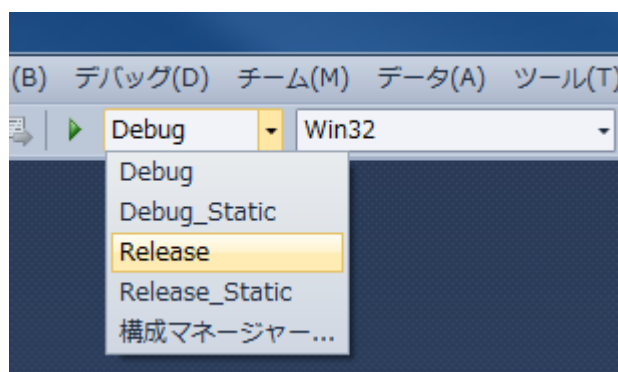 (B) デバッグ(D) チーム(M) データ(A) ツール(T)
Debug Win32
Debug
Debug_Static
Release
Release_Static
構成マネージャー...